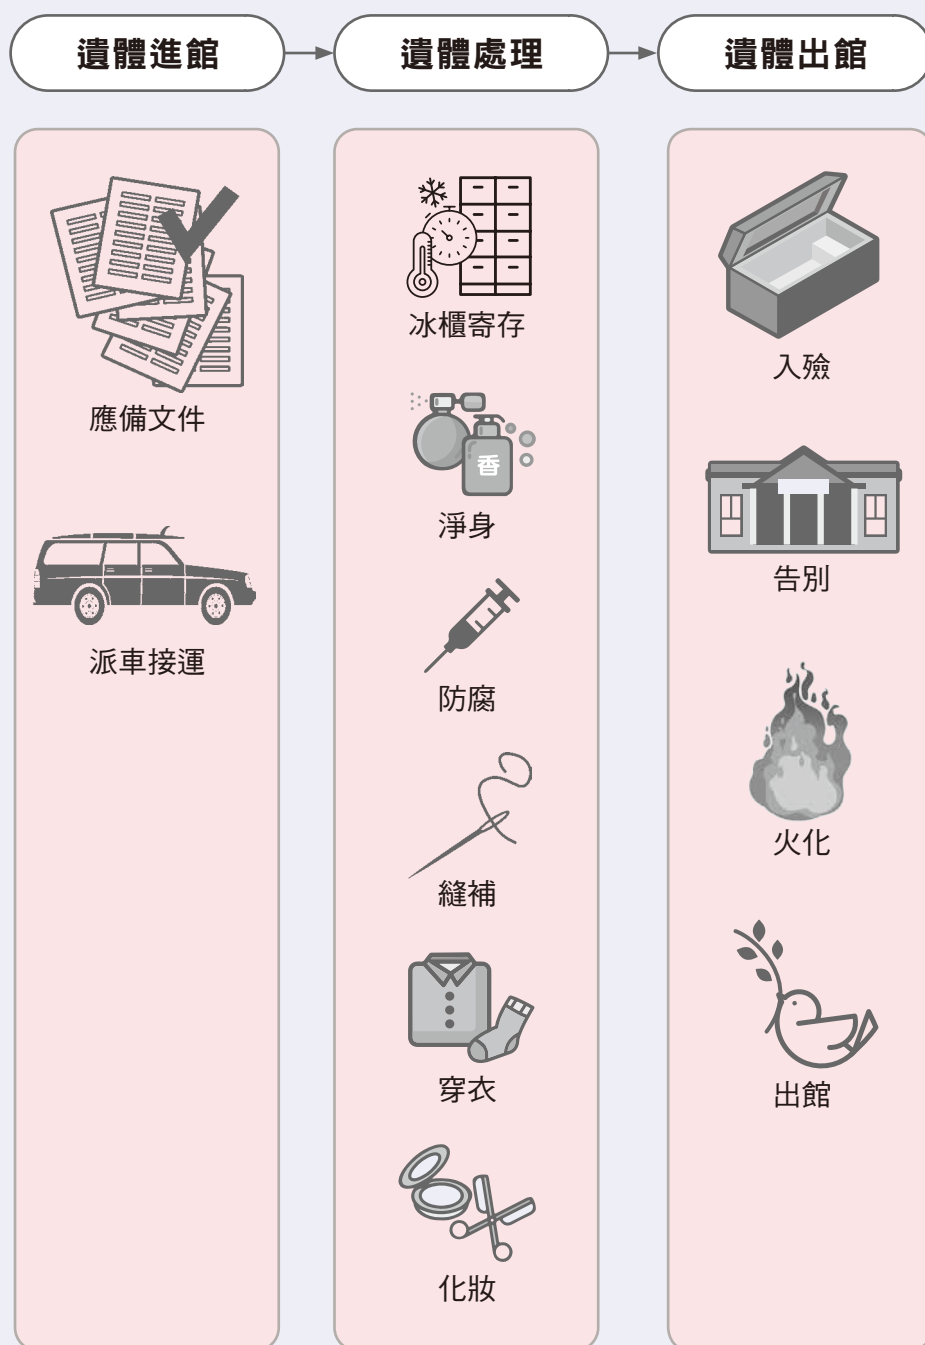 遺體進館
遺體處理
遺體出館
應備文件
派車接運
冰櫃寄存
香
淨身
防腐
縫補
穿衣
化妝
入殮
告別
火化
出館